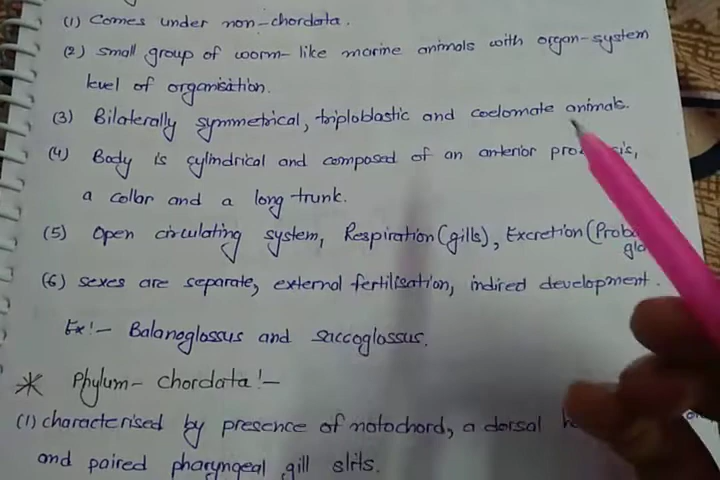 (1) Comes under non-chordata.
(2) small group of worm-like marine animals with organ-system
level of organisation.
(3) Bilaterally symmetrical, triploblastic and coelomate animals.
(4) Body is cylindrical and composed of an anterior
a collar and a long trunk.
(5) Open circulating system, Respiration(gills), Excretion
(6) sexes are separate, external fertilisation, indired development.
Ex!- Balanoglossus and saccoglossus.
* Phylum- chordata!-
(1) characterised by presence of notochord, a dorsal
and paired pharyngeal gill slits.